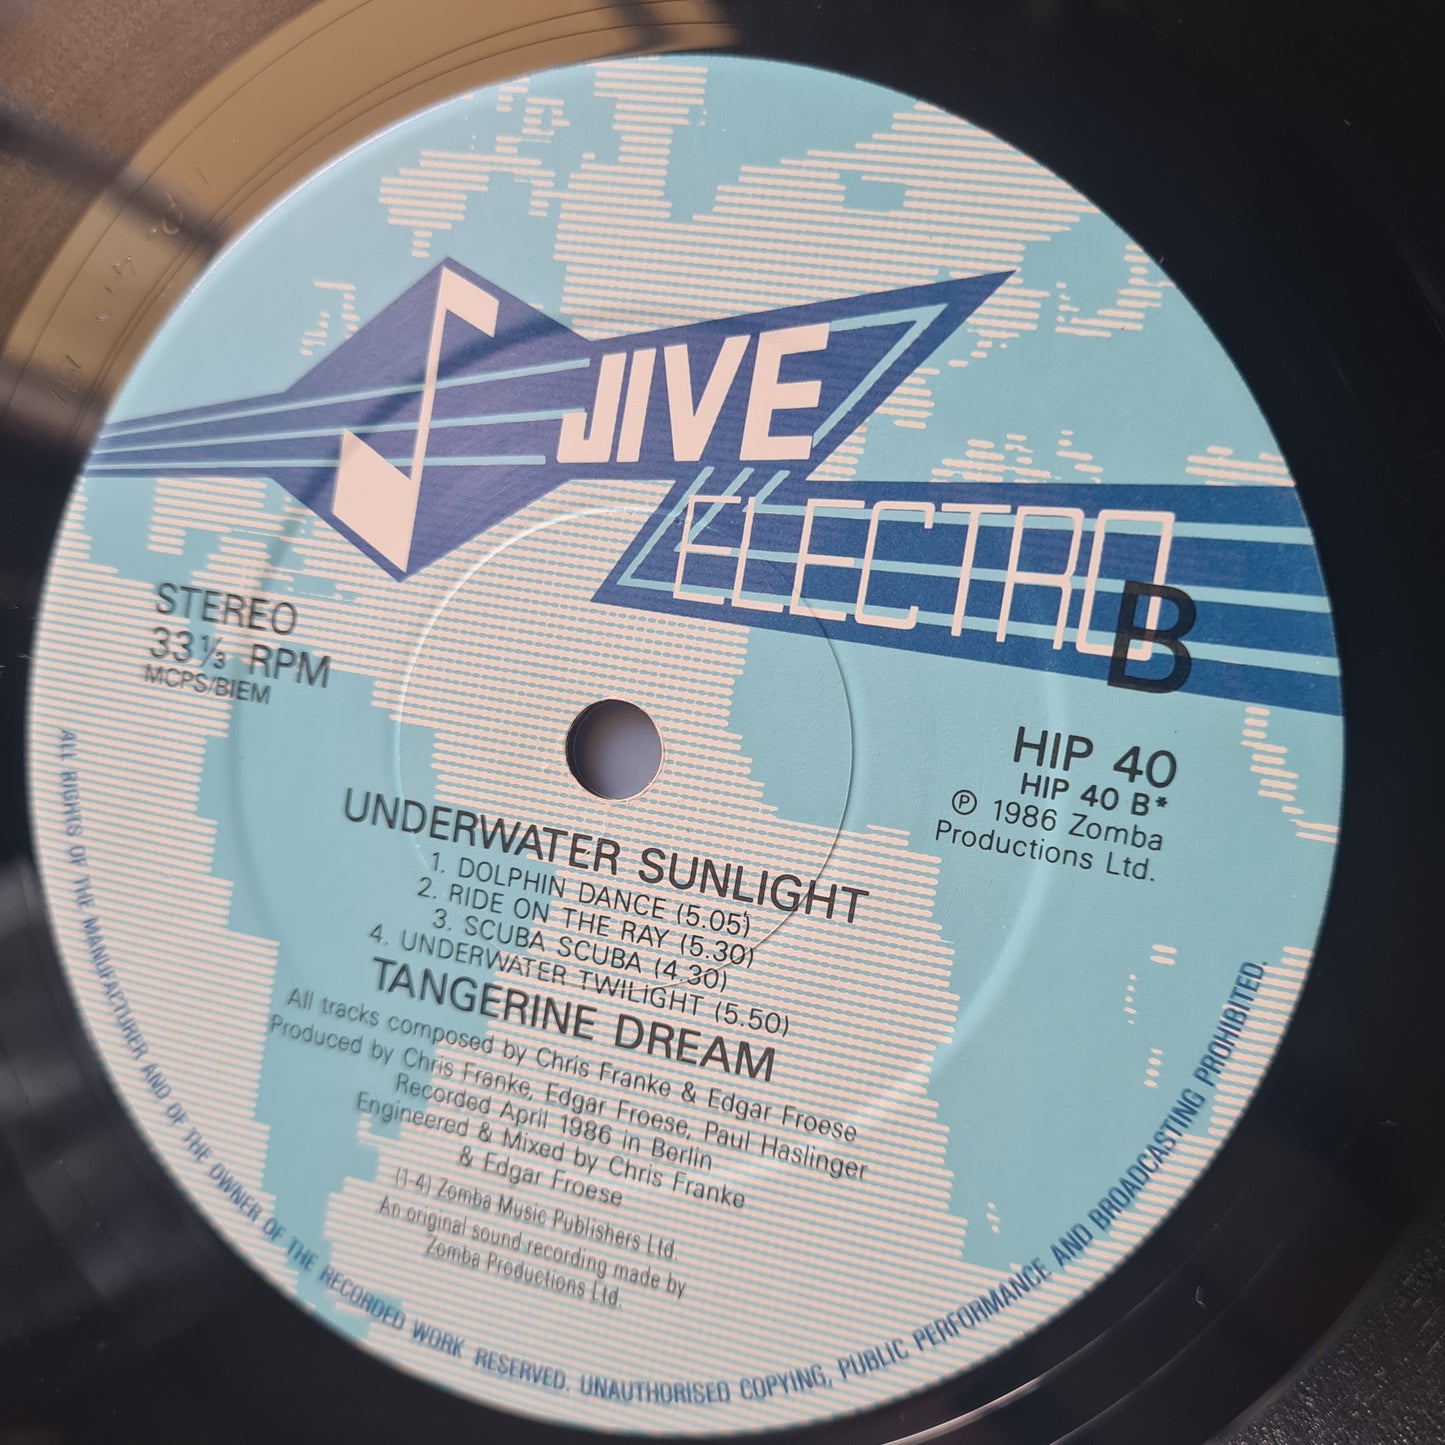 JIVE
ELECTRO
B
STEREO
33⅓ RPM
MCPS/BIEM
HIP 40
HIP 40 B*
Ⓟ 1986 Zomba
Productions Ltd.
UNDERWATER SUNLIGHT
1. DOLPHIN DANCE (5.05)
2. RIDE ON THE RAY (5.30)
3. SCUBA SCUBA (4.30)
4. UNDERWATER TWILIGHT (5.50)
TANGERINE DREAM
All tracks composed by Chris Franke & Edgar Froese
Produced by Chris Franke, Edgar Froese, Paul Haslinger
Recorded April 1986 in Berlin
Engineered & Mixed by Chris Franke
& Edgar Froese
(1-4) Zomba Music Publishers Ltd.
An original sound recording made by
Zomba Productions Ltd.
ALL RIGHTS OF THE MANUFACTURER AND OF THE OWNER OF THE RECORDED WORK RESERVED. UNAUTHORISED COPYING, PUBLIC PERFORMANCE AND BROADCASTING PROHIBITED.